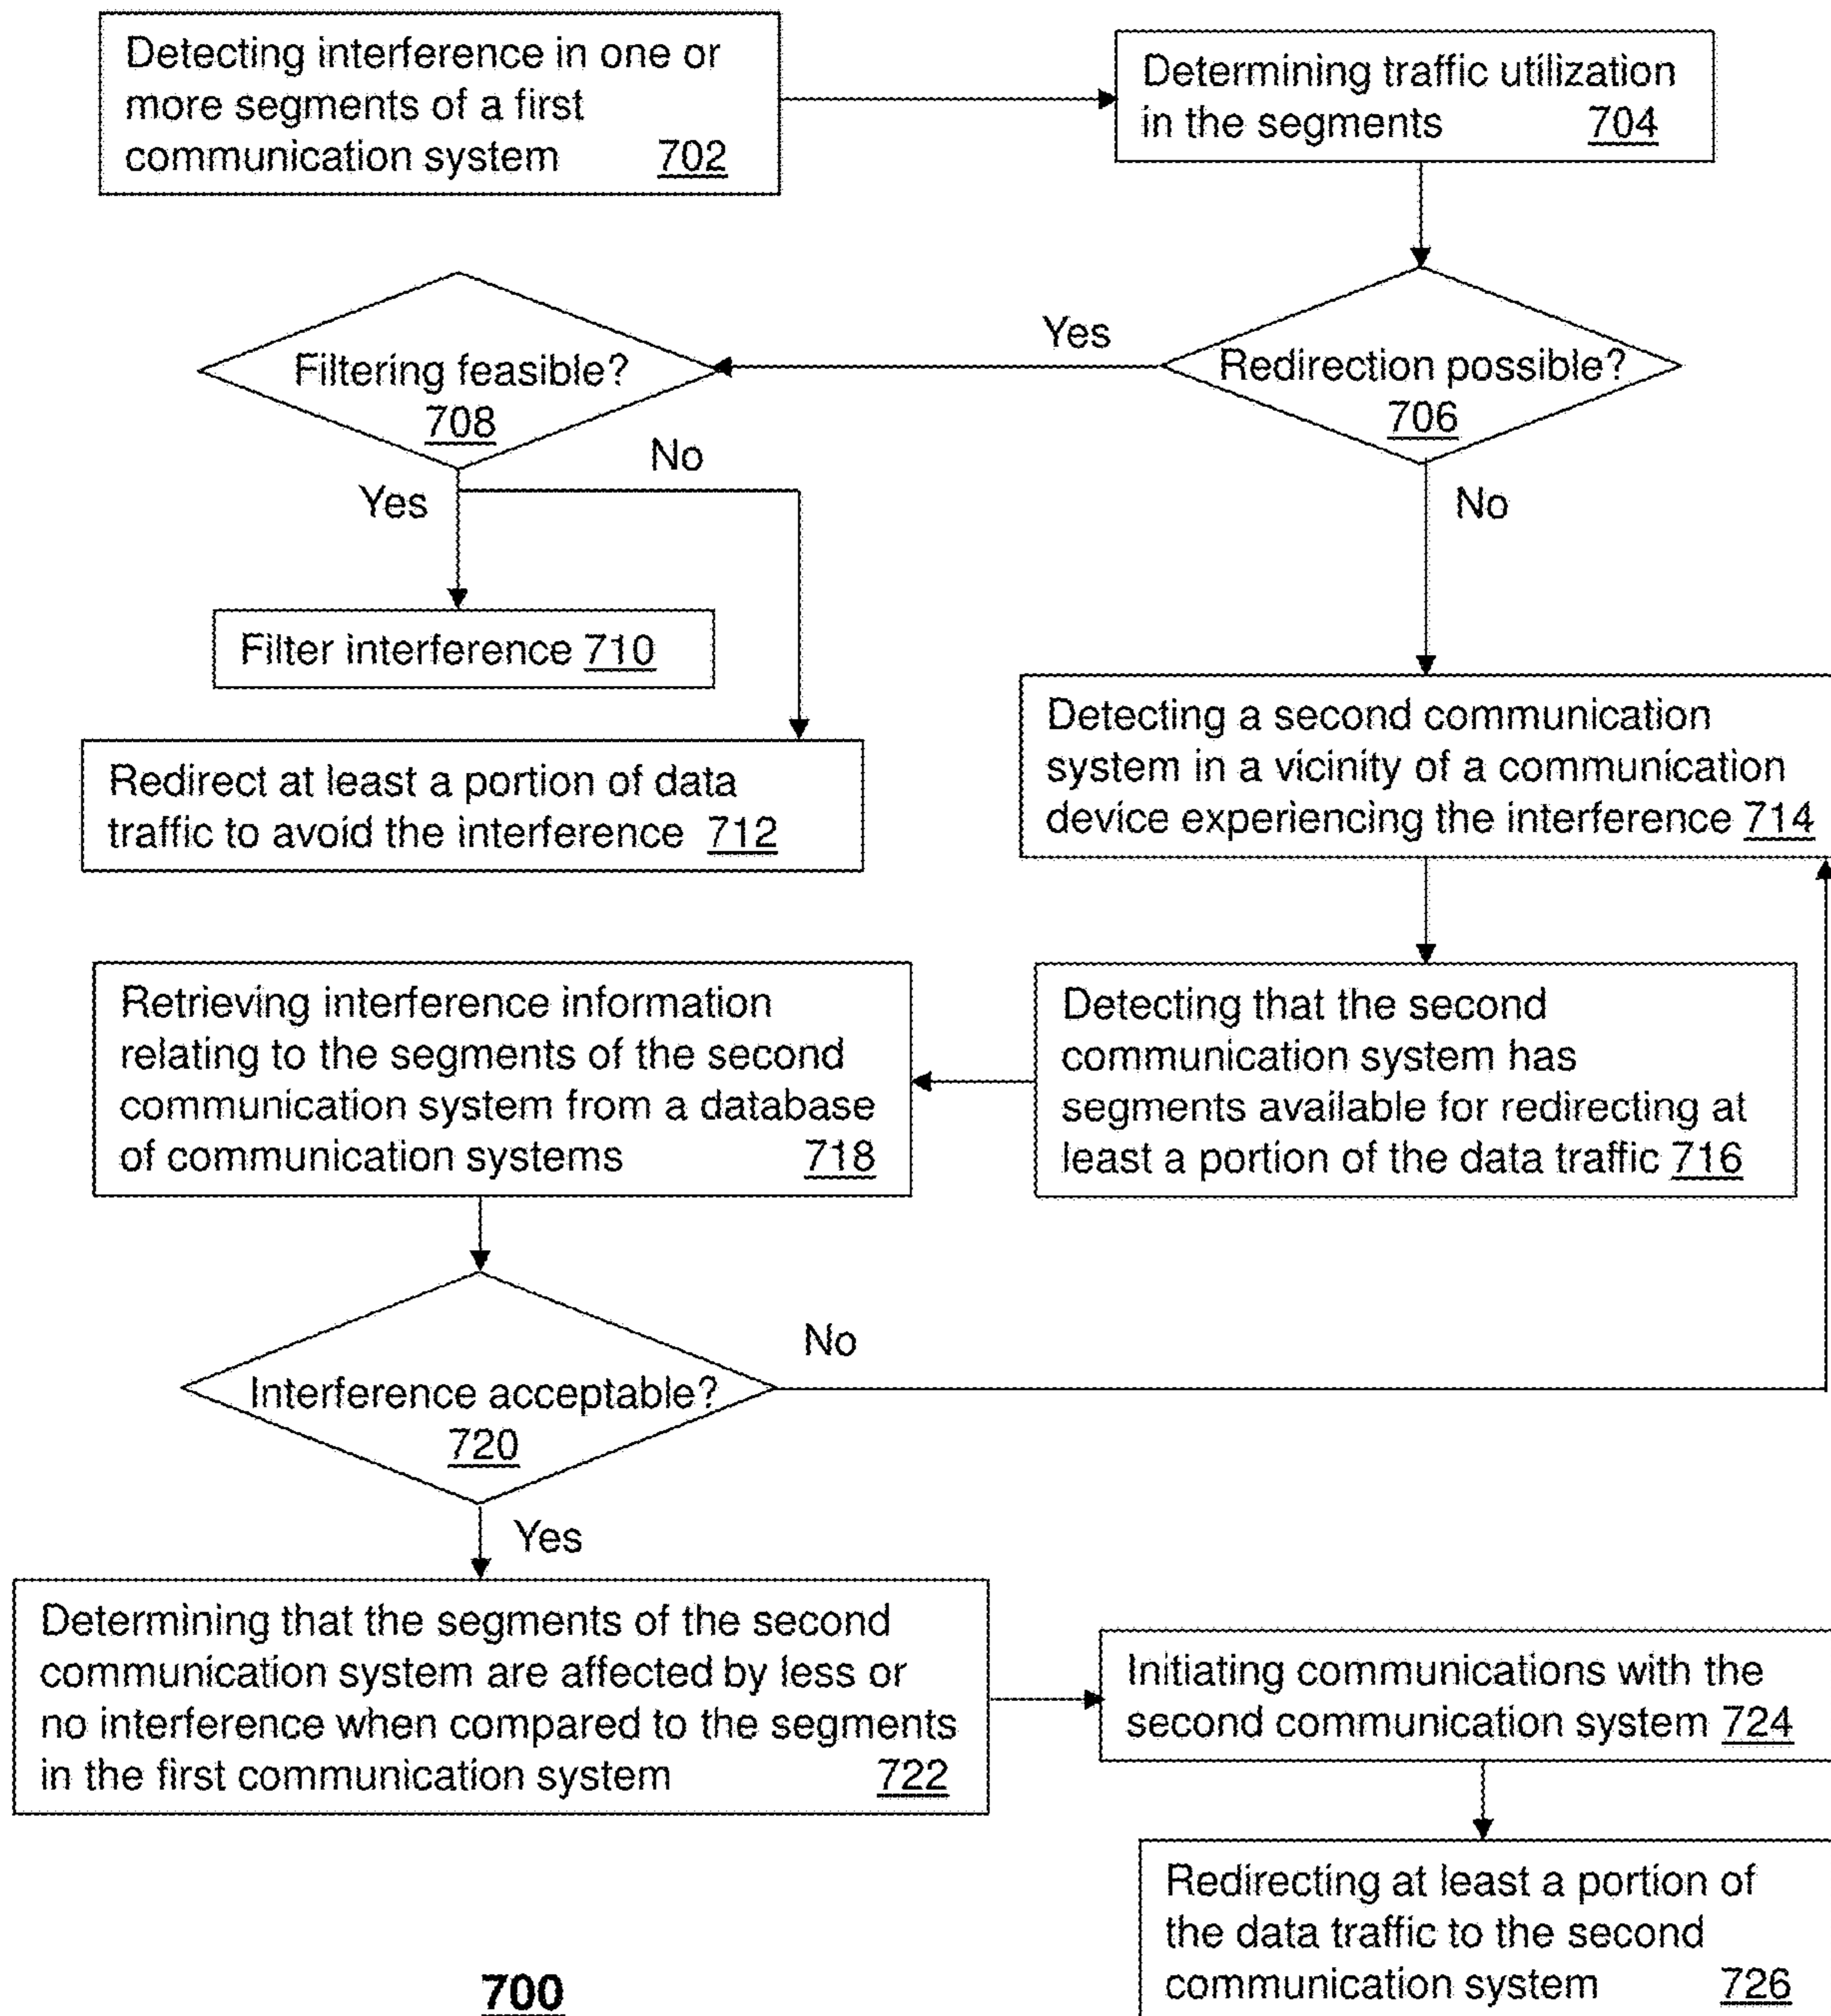 Detecting interference in one or
more segments of a first
communication system 702
Determining traffic utilization
in the segments 704
Redirection possible?
706
Yes
No
Filtering feasible?
708
No
Yes
Filter interference 710
Redirect at least a portion of data
traffic to avoid the interference 712
Detecting a second communication
system in a vicinity of a communication
device experiencing the interference 714
Detecting that the second
communication system has
segments available for redirecting at
least a portion of the data traffic 716
Retrieving interference information
relating to the segments of the second
communication system from a database
of communication systems 718
Interference acceptable?
720
No
Yes
Determining that the segments of the second
communication system are affected by less or
no interference when compared to the segments
in the first communication system 722
Initiating communications with the
second communication system 724
Redirecting at least a portion of
the data traffic to the second
communication system 726
700